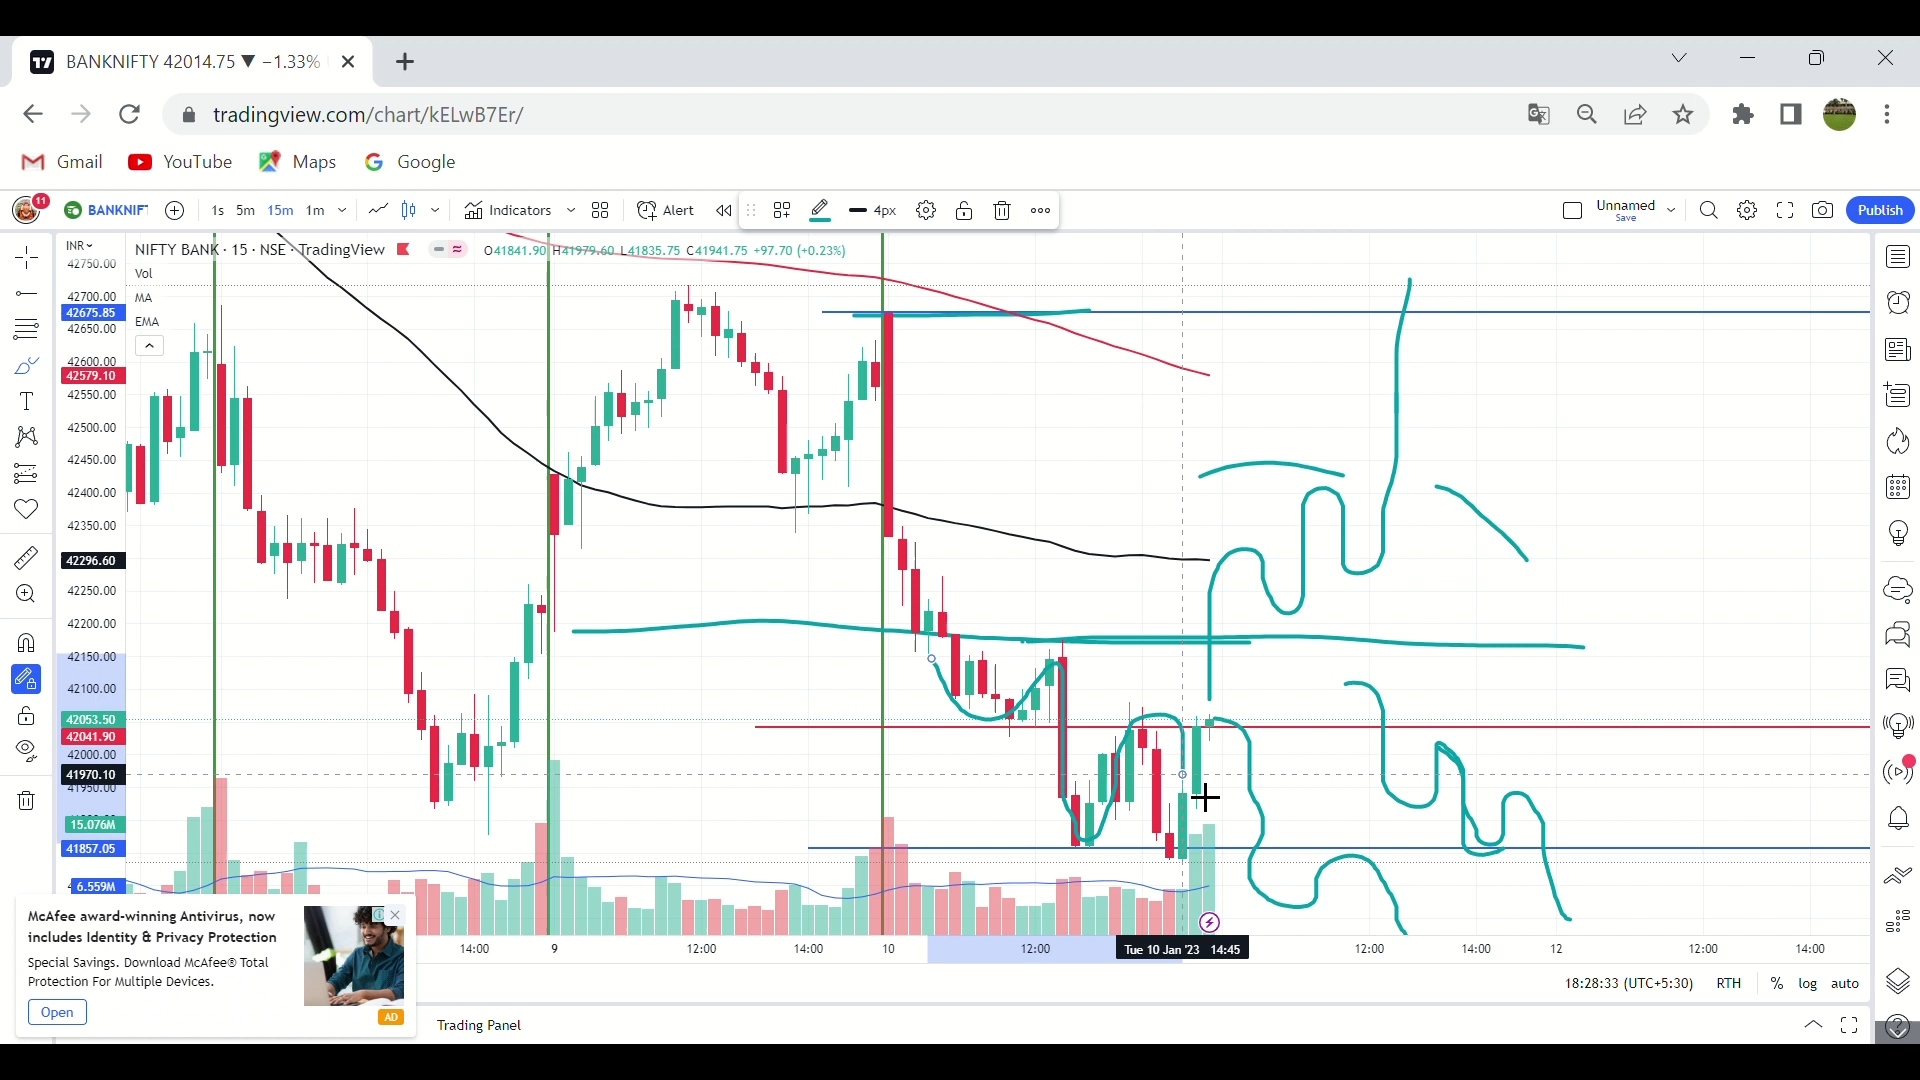 BANKNIFTY 42014.75 ▼ −1.33%
tradingview.com/chart/kELwB7Er/
Gmail YouTube Maps Google
11
BANKNIFT 1s 5m 15m 1m Indicators Alert 4px Unnamed Save Publish
INR NIFTY BANK · 15 · NSE · TradingView O41841.90 H41979.60 L41835.75 C41941.75 +97.70 (+0.23%)
42750.00
Vol
42700.00 MA
42675.85
42650.00 EMA
42600.00
42579.10
42550.00
42500.00
42450.00
42400.00
42350.00
42296.60
42250.00
42200.00
42150.00
42100.00
42053.50
42041.90
42000.00
41970.10
41950.00
15.076M
41857.05
6.559M
14:00 9 12:00 14:00 10 12:00 Tue 10 Jan '23 14:45 12:00 14:00 12 12:00 14:00
McAfee award-winning Antivirus, now
includes Identity & Privacy Protection
Special Savings. Download McAfee® Total
Protection For Multiple Devices.
Open
AD
18:28:33 (UTC+5:30) RTH % log auto
Trading Panel